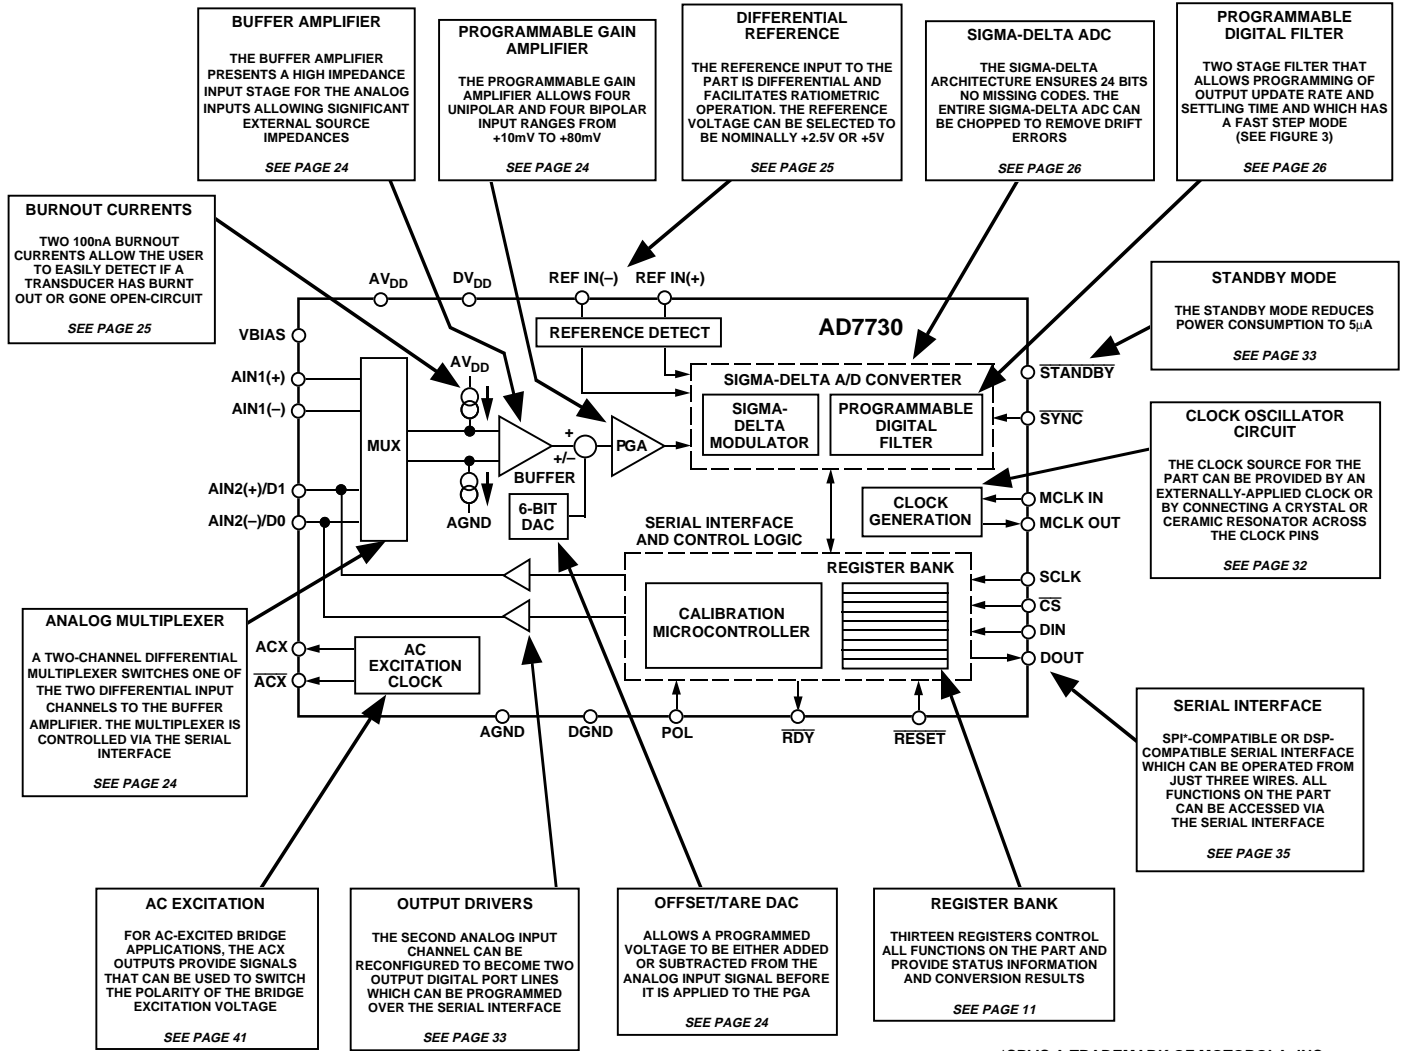 BUFFER AMPLIFIER
THE BUFFER AMPLIFIER
PRESENTS A HIGH IMPEDANCE
INPUT STAGE FOR THE ANALOG
INPUTS ALLOWING SIGNIFICANT
EXTERNAL SOURCE
IMPEDANCES
SEE PAGE 24
PROGRAMMABLE GAIN
AMPLIFIER
THE PROGRAMMABLE GAIN
AMPLIFIER ALLOWS FOUR
UNIPOLAR AND FOUR BIPOLAR
INPUT RANGES FROM
+10mV TO +80mV
SEE PAGE 24
DIFFERENTIAL
REFERENCE
THE REFERENCE INPUT TO THE
PART IS DIFFERENTIAL AND
FACILITATES RATIOMETRIC
OPERATION. THE REFERENCE
VOLTAGE CAN BE SELECTED TO
BE NOMINALLY +2.5V OR +5V
SEE PAGE 25
SIGMA-DELTA ADC
THE SIGMA-DELTA
ARCHITECTURE ENSURES 24 BITS
NO MISSING CODES. THE
ENTIRE SIGMA-DELTA ADC CAN
BE CHOPPED TO REMOVE DRIFT
ERRORS
SEE PAGE 26
PROGRAMMABLE
DIGITAL FILTER
TWO STAGE FILTER THAT
ALLOWS PROGRAMMING OF
OUTPUT UPDATE RATE AND
SETTLING TIME AND WHICH HAS
A FAST STEP MODE
(SEE FIGURE 3)
SEE PAGE 26
BURNOUT CURRENTS
TWO 100nA BURNOUT
CURRENTS ALLOW THE USER
TO EASILY DETECT IF A
TRANSDUCER HAS BURNT
OUT OR GONE OPEN-CIRCUIT
SEE PAGE 25
STANDBY MODE
THE STANDBY MODE REDUCES
POWER CONSUMPTION TO 5μA
SEE PAGE 33
AVDD
DVDD
REF IN(–)
REF IN(+)
REFERENCE DETECT
AD7730
VBIAS
AIN1(+)
AIN1(–)
AIN2(+)/D1
AIN2(–)/D0
MUX
AVDD
AGND
BUFFER
+
+/–
6-BIT
DAC
PGA
SIGMA-DELTA A/D CONVERTER
SIGMA-
DELTA
MODULATOR
PROGRAMMABLE
DIGITAL
FILTER
STANDBY
SYNC
CLOCK
GENERATION
MCLK IN
MCLK OUT
CLOCK OSCILLATOR
CIRCUIT
THE CLOCK SOURCE FOR THE
PART CAN BE PROVIDED BY AN
EXTERNALLY-APPLIED CLOCK OR
BY CONNECTING A CRYSTAL OR
CERAMIC RESONATOR ACROSS
THE CLOCK PINS
SEE PAGE 32
SERIAL INTERFACE
AND CONTROL LOGIC
REGISTER BANK
CALIBRATION
MICROCONTROLLER
SCLK
CS
DIN
DOUT
ANALOG MULTIPLEXER
A TWO-CHANNEL DIFFERENTIAL
MULTIPLEXER SWITCHES ONE OF
THE TWO DIFFERENTIAL INPUT
CHANNELS TO THE BUFFER
AMPLIFIER. THE MULTIPLEXER IS
CONTROLLED VIA THE SERIAL
INTERFACE
SEE PAGE 24
ACX
ACX
AC
EXCITATION
CLOCK
AGND
DGND
POL
RDY
RESET
SERIAL INTERFACE
SPI*-COMPATIBLE OR DSP-
COMPATIBLE SERIAL INTERFACE
WHICH CAN BE OPERATED FROM
JUST THREE WIRES. ALL
FUNCTIONS ON THE PART
CAN BE ACCESSED VIA
THE SERIAL INTERFACE
SEE PAGE 35
AC EXCITATION
FOR AC-EXCITED BRIDGE
APPLICATIONS, THE ACX
OUTPUTS PROVIDE SIGNALS
THAT CAN BE USED TO SWITCH
THE POLARITY OF THE BRIDGE
EXCITATION VOLTAGE
SEE PAGE 41
OUTPUT DRIVERS
THE SECOND ANALOG INPUT
CHANNEL CAN BE
RECONFIGURED TO BECOME TWO
OUTPUT DIGITAL PORT LINES
WHICH CAN BE PROGRAMMED
OVER THE SERIAL INTERFACE
SEE PAGE 33
OFFSET/TARE DAC
ALLOWS A PROGRAMMED
VOLTAGE TO BE EITHER ADDED
OR SUBTRACTED FROM THE
ANALOG INPUT SIGNAL BEFORE
IT IS APPLIED TO THE PGA
SEE PAGE 24
REGISTER BANK
THIRTEEN REGISTERS CONTROL
ALL FUNCTIONS ON THE PART AND
PROVIDE STATUS INFORMATION
AND CONVERSION RESULTS
SEE PAGE 11